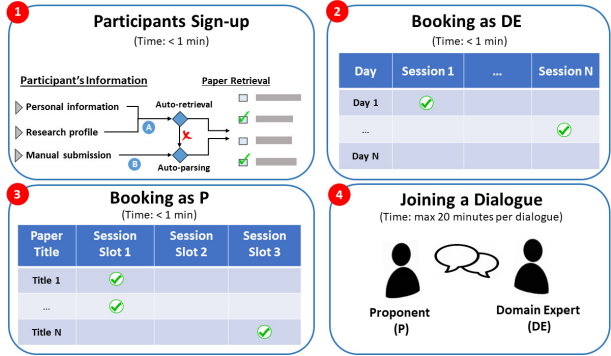 1
Participants Sign-up
(Time: < 1 min)
Participant's Information
Paper Retrieval
Personal information
Auto-retrieval
Research profile
A
Manual submission
B
Auto-parsing
2
Booking as DE
(Time: < 1 min)
Day Session 1 ... Session N
Day 1
...
Day N
3
Booking as P
(Time: < 1 min)
Paper Title Session Slot 1 Session Slot 2 Session Slot 3
Title 1
...
Title N
4
Joining a Dialogue
(Time: max 20 minutes per dialogue)
Proponent
(P)
Domain Expert
(DE)